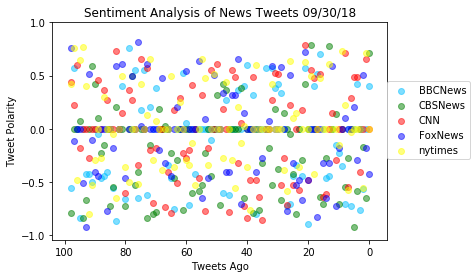 Sentiment Analysis of News Tweets 09/30/18
1.0
0.5
0.0
−0.5
−1.0
Tweet Polarity
100
80
60
40
20
0
Tweets Ago
BBCNews
CBSNews
CNN
FoxNews
nytimes